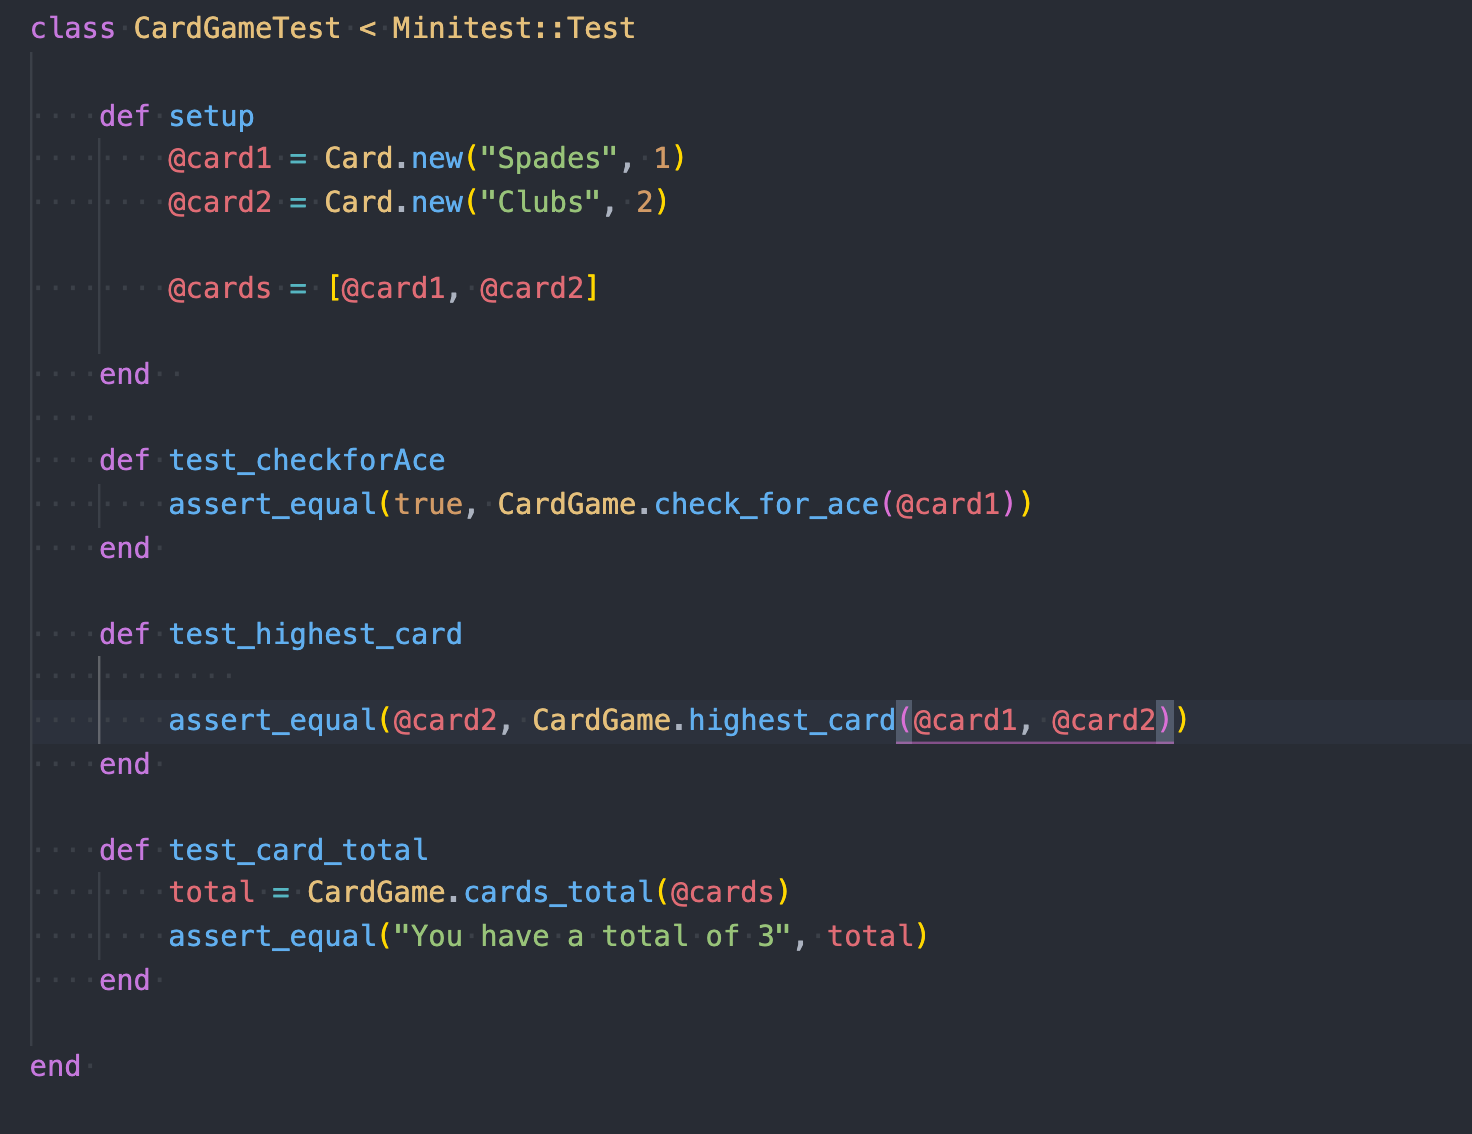 class CardGameTest < Minitest::Test
def setup
@card1 = Card.new("Spades", 1)
@card2 = Card.new("Clubs", 2)
@cards = [@card1, @card2]
end
def test_checkforAce
assert_equal(true, CardGame.check_for_ace(@card1))
end
def test_highest_card
assert_equal(@card2, CardGame.highest_card(@card1, @card2))
end
def test_card_total
total = CardGame.cards_total(@cards)
assert_equal("You have a total of 3", total)
end
end